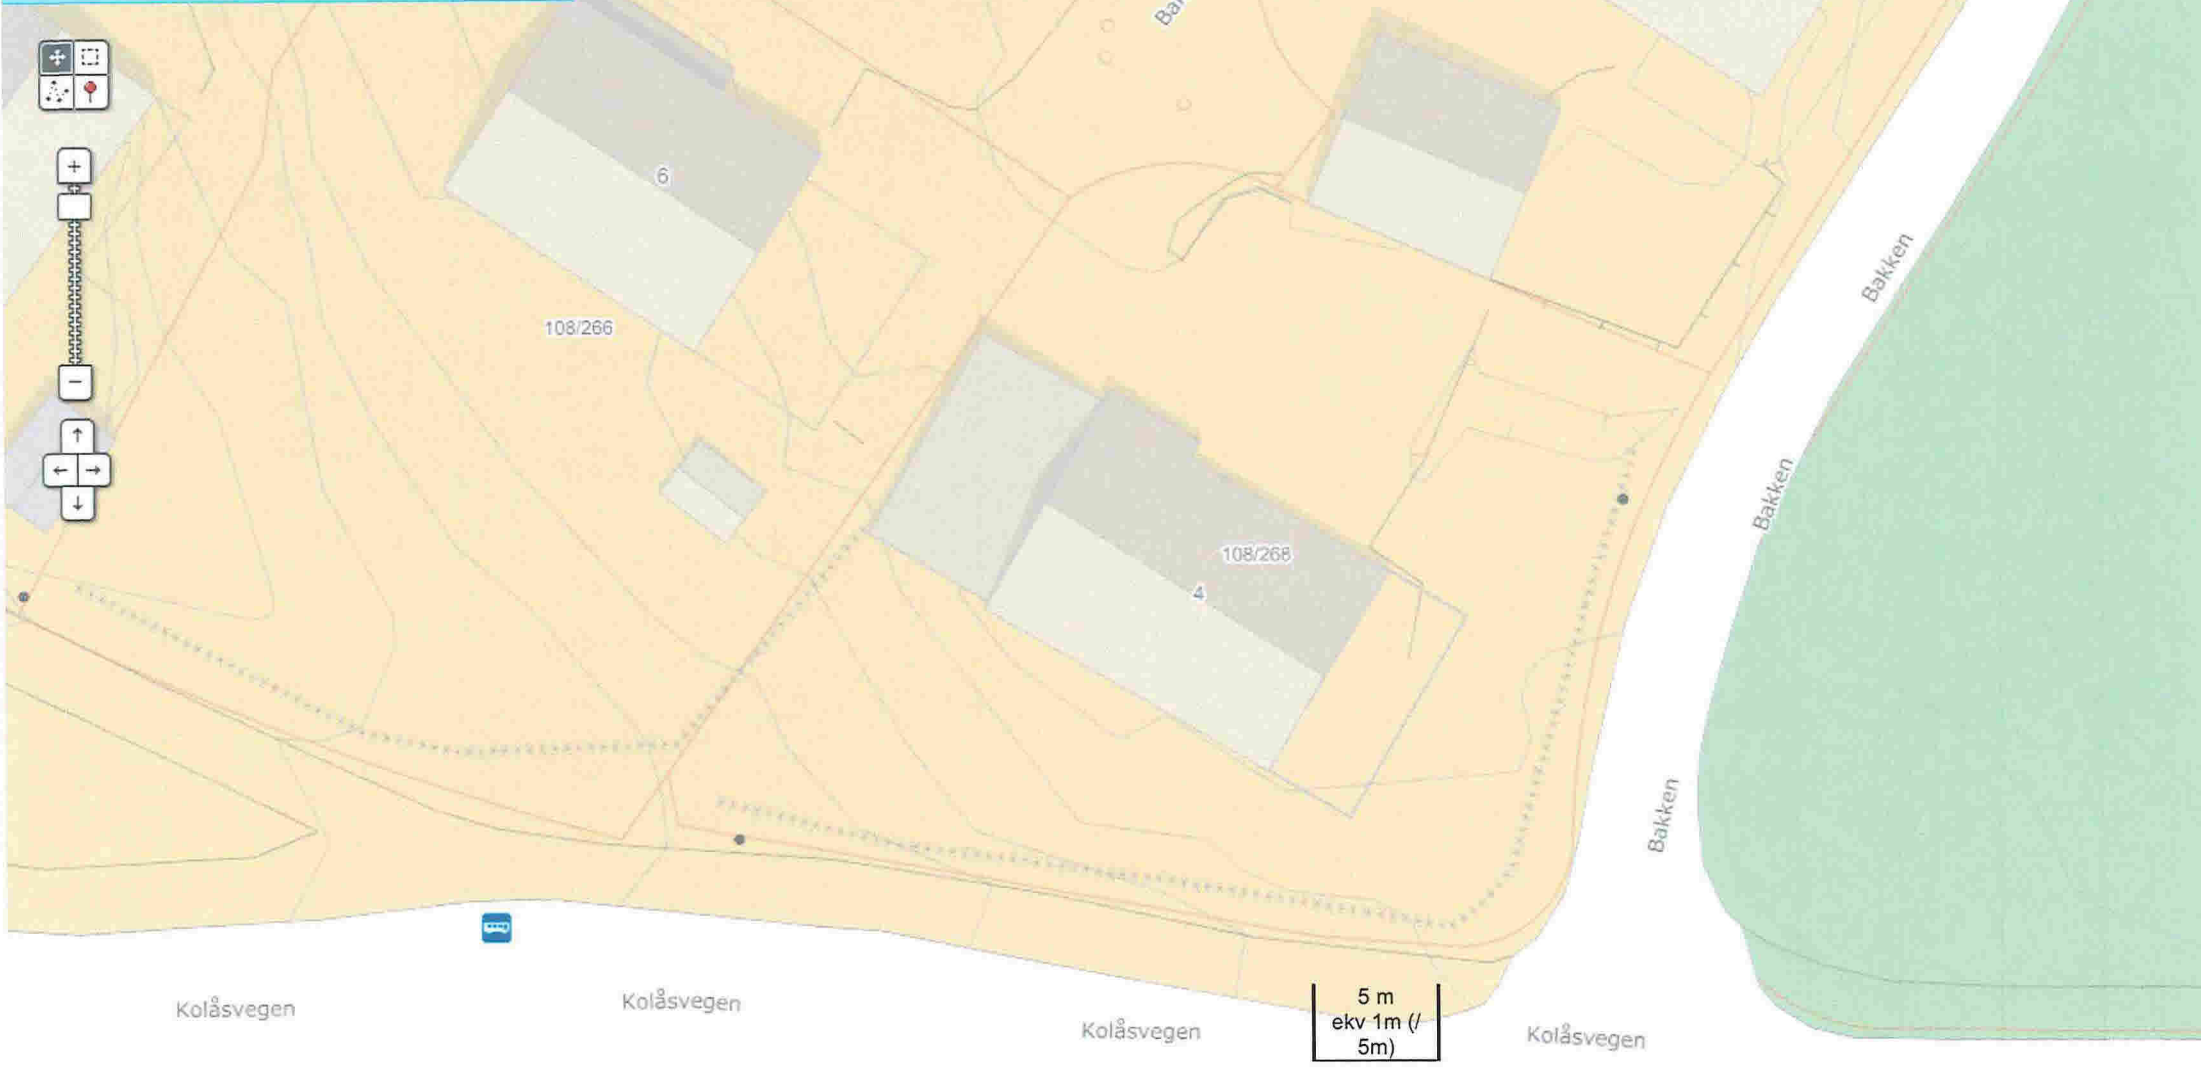 6
108/266
108/268
4
Bakken
Bakken
Bakken
Kolåsvegen
Kolåsvegen
Kolåsvegen
Kolåsvegen
5 m
ekv 1m (/
5m)